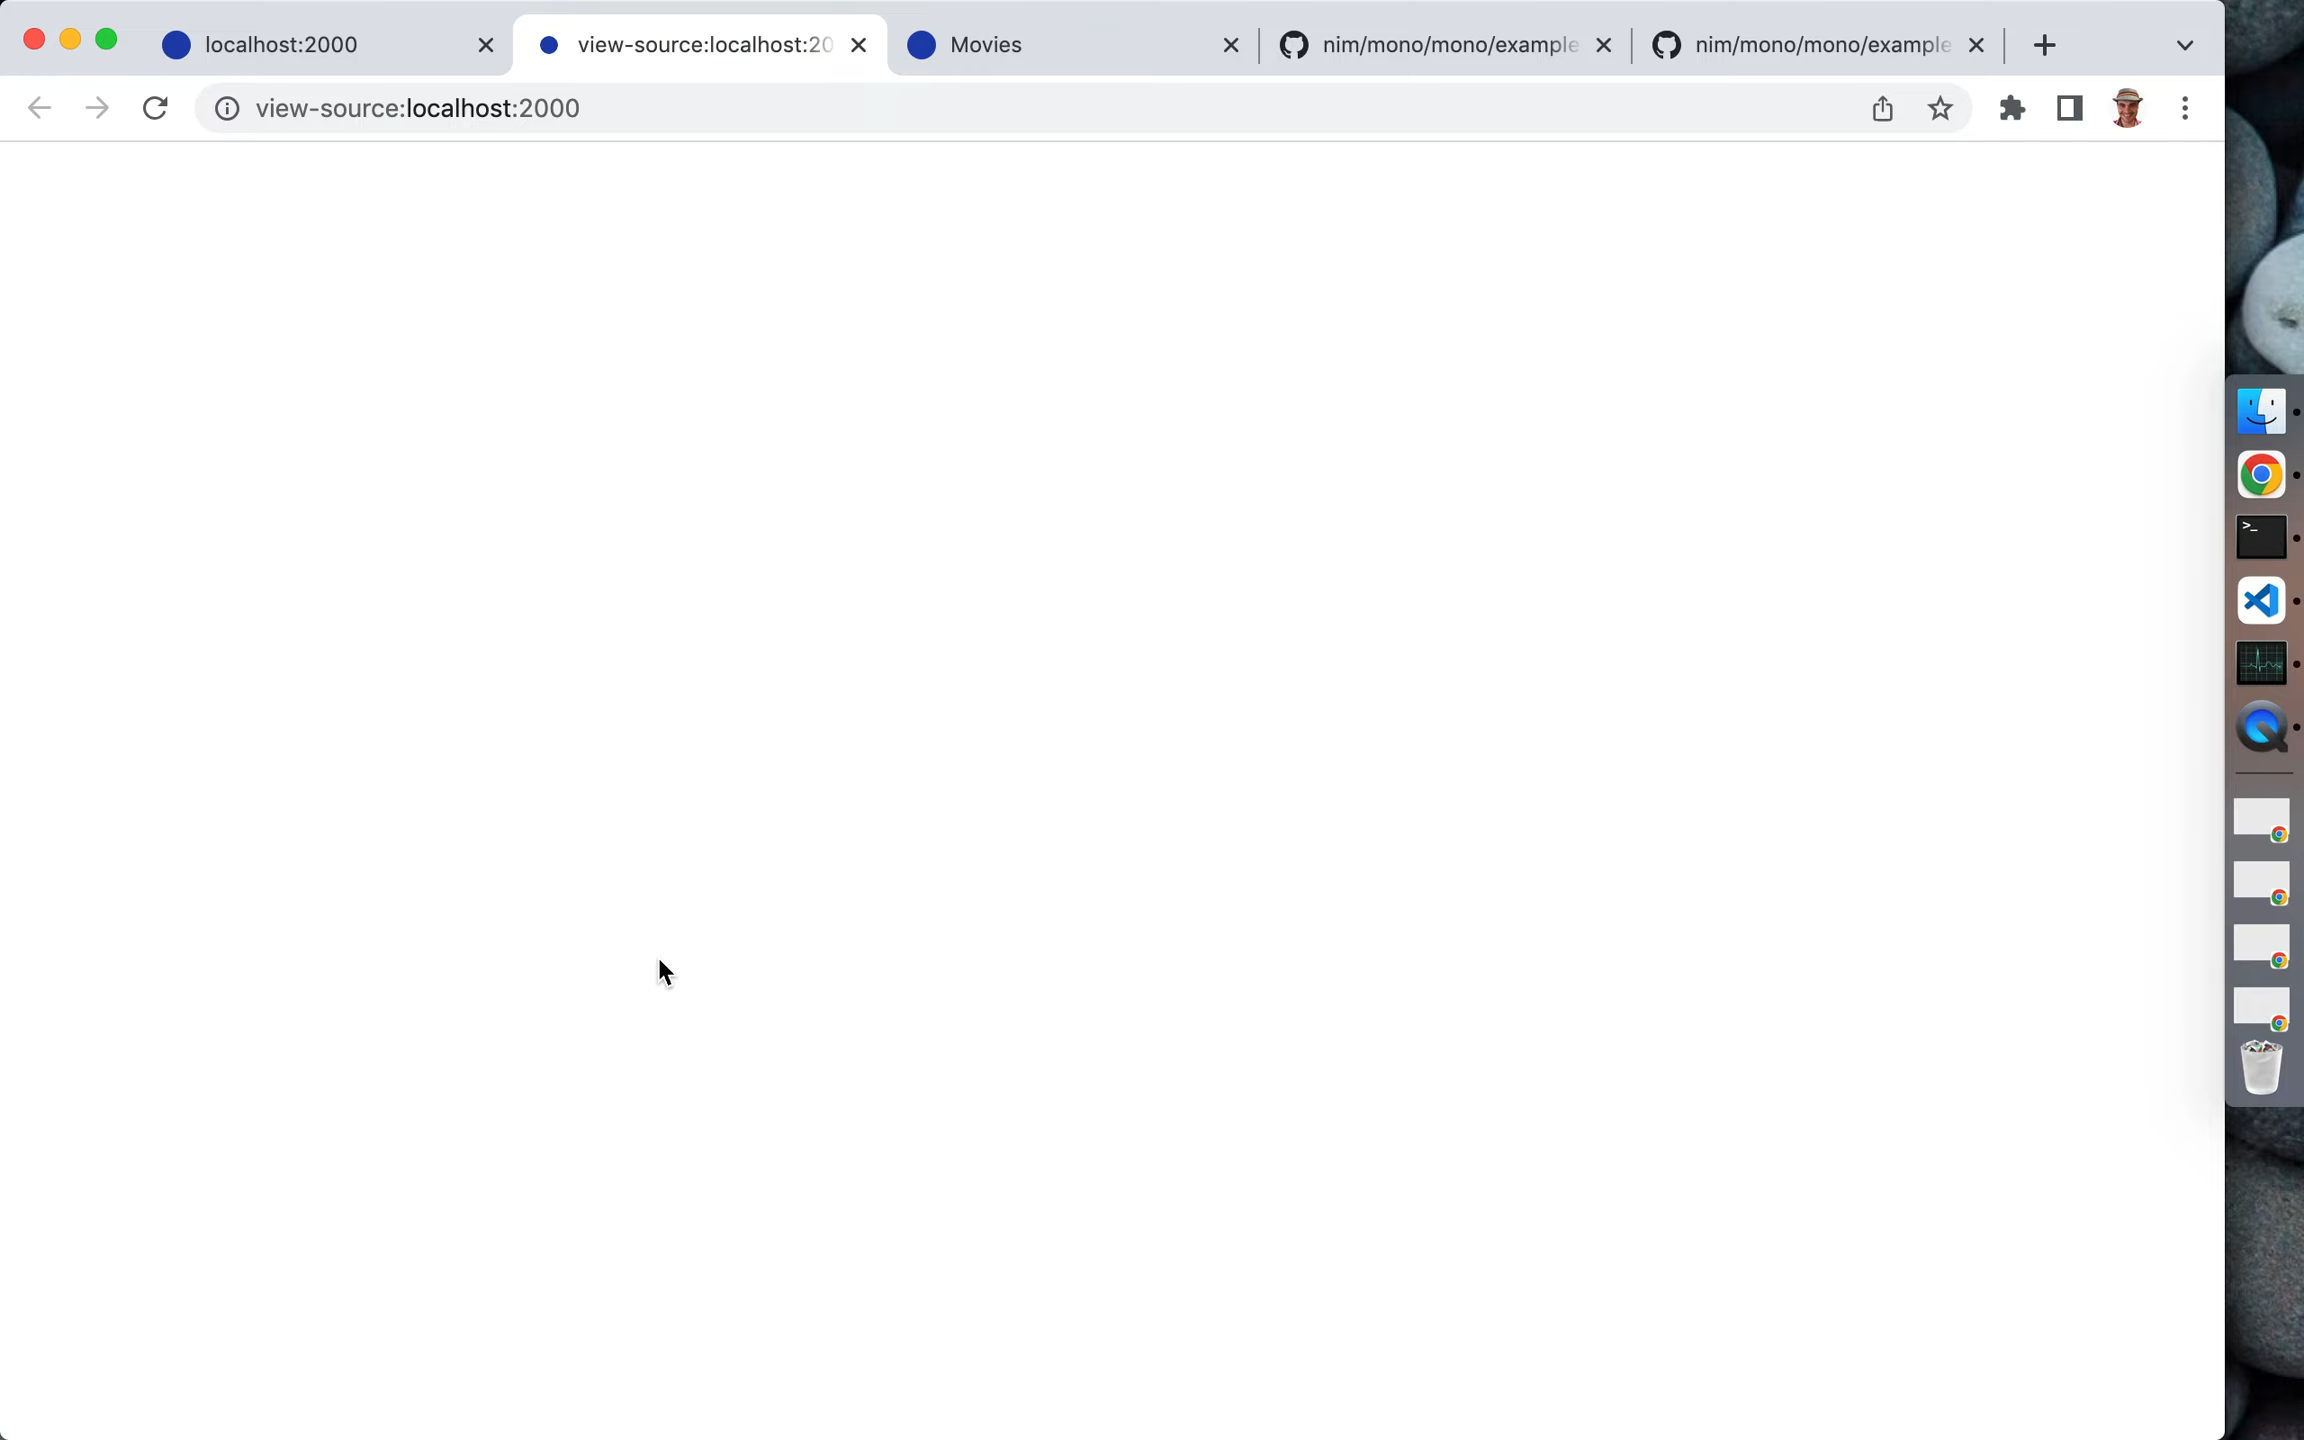 localhost:2000
view-source:localhost:20
Movies
nim/mono/mono/example
nim/mono/mono/example
view-source:localhost:2000
>_